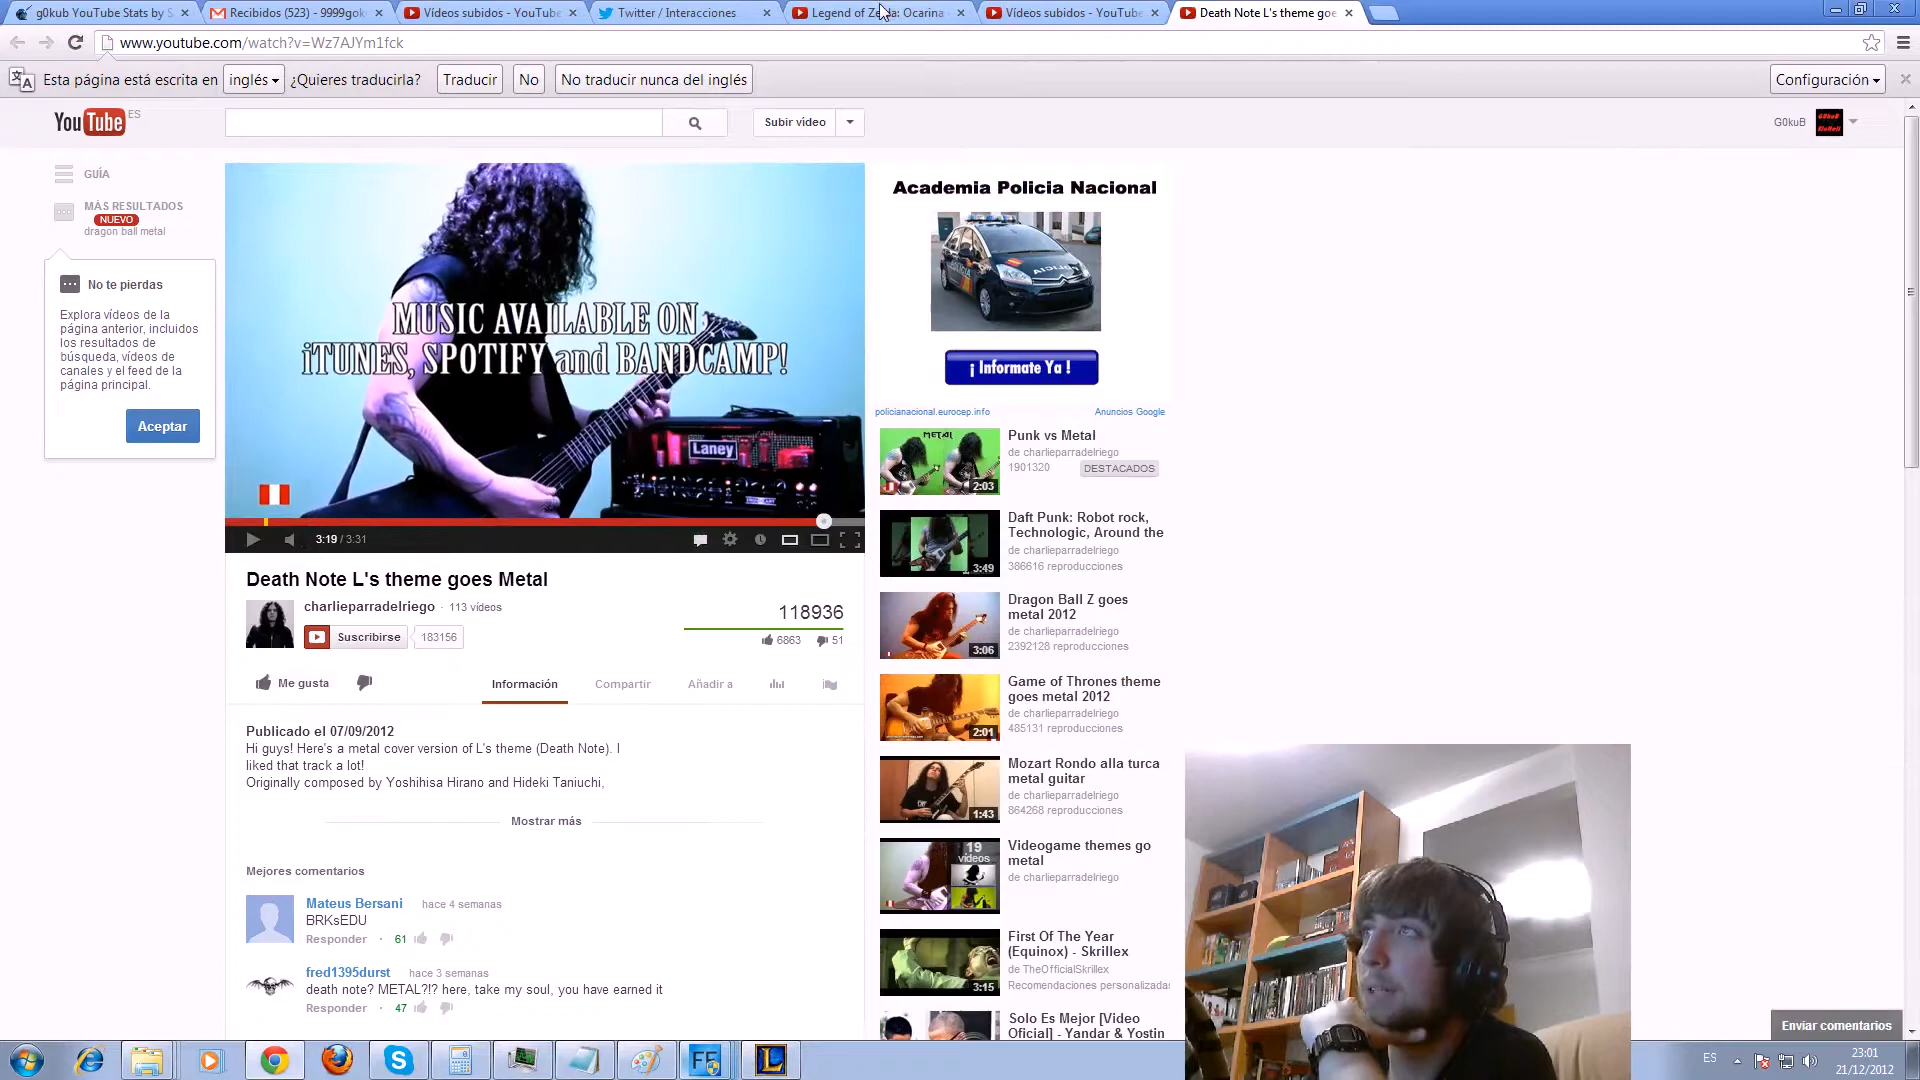 g0kub YouTube Stats by S
Recibidos (523) - 9999gok
Vídeos subidos - YouTube
Twitter / Interacciones
Legend of Zelda: Ocarina
Vídeos subidos - YouTube
Death Note L's theme goe
www.youtube.com/watch?v=Wz7AJYm1fck
Esta página está escrita en inglés ¿Quieres traducirla? Traducir No No traducir nunca del inglés Configuración
YouTube ES
Subir vídeo
G0kuB
GUÍA
MÁS RESULTADOS
NUEVO
dragon ball metal
No te pierdas
Explora vídeos de la
página anterior, incluidos
los resultados de
búsqueda, vídeos de
canales y el feed de la
página principal.
Aceptar
MUSIC AVAILABLE ON
iTUNES, SPOTIFY and BANDCAMP!
Laney
3:19 / 3:31
Death Note L's theme goes Metal
charlieparradelriego · 113 vídeos
Suscribirse 183156
118936
6863 51
Me gusta
Información Compartir Añadir a
Publicado el 07/09/2012
Hi guys! Here's a metal cover version of L's theme (Death Note). I
liked that track a lot!
Originally composed by Yoshihisa Hirano and Hideki Taniuchi,
Mostrar más
Mejores comentarios
Mateus Bersani hace 4 semanas
BRKsEDU
Responder · 61
fred1395durst hace 3 semanas
death note? METAL?!? here, take my soul, you have earned it
Responder · 47
Academia Policia Nacional
POLICIA
¡ Informate Ya !
policianacional.eurocep.info Anuncios Google
METAL
2:03
Punk vs Metal
de charlieparradelriego
1901320 DESTACADOS
3:49
Daft Punk: Robot rock,
Technologic, Around the
de charlieparradelriego
386616 reproducciones
3:06
Dragon Ball Z goes
metal 2012
de charlieparradelriego
2392128 reproducciones
2:01
Game of Thrones theme
goes metal 2012
de charlieparradelriego
485131 reproducciones
1:43
Mozart Rondo alla turca
metal guitar
de charlieparradelriego
864268 reproducciones
19
vídeos
Videogame themes go
metal
de charlieparradelriego
3:15
First Of The Year
(Equinox) - Skrillex
de TheOfficialSkrillex
Recomendaciones personalizadas
Solo Es Mejor [Video
Oficial] - Yandar & Yostin
Enviar comentarios
FF
L
ES
23:01
21/12/2012